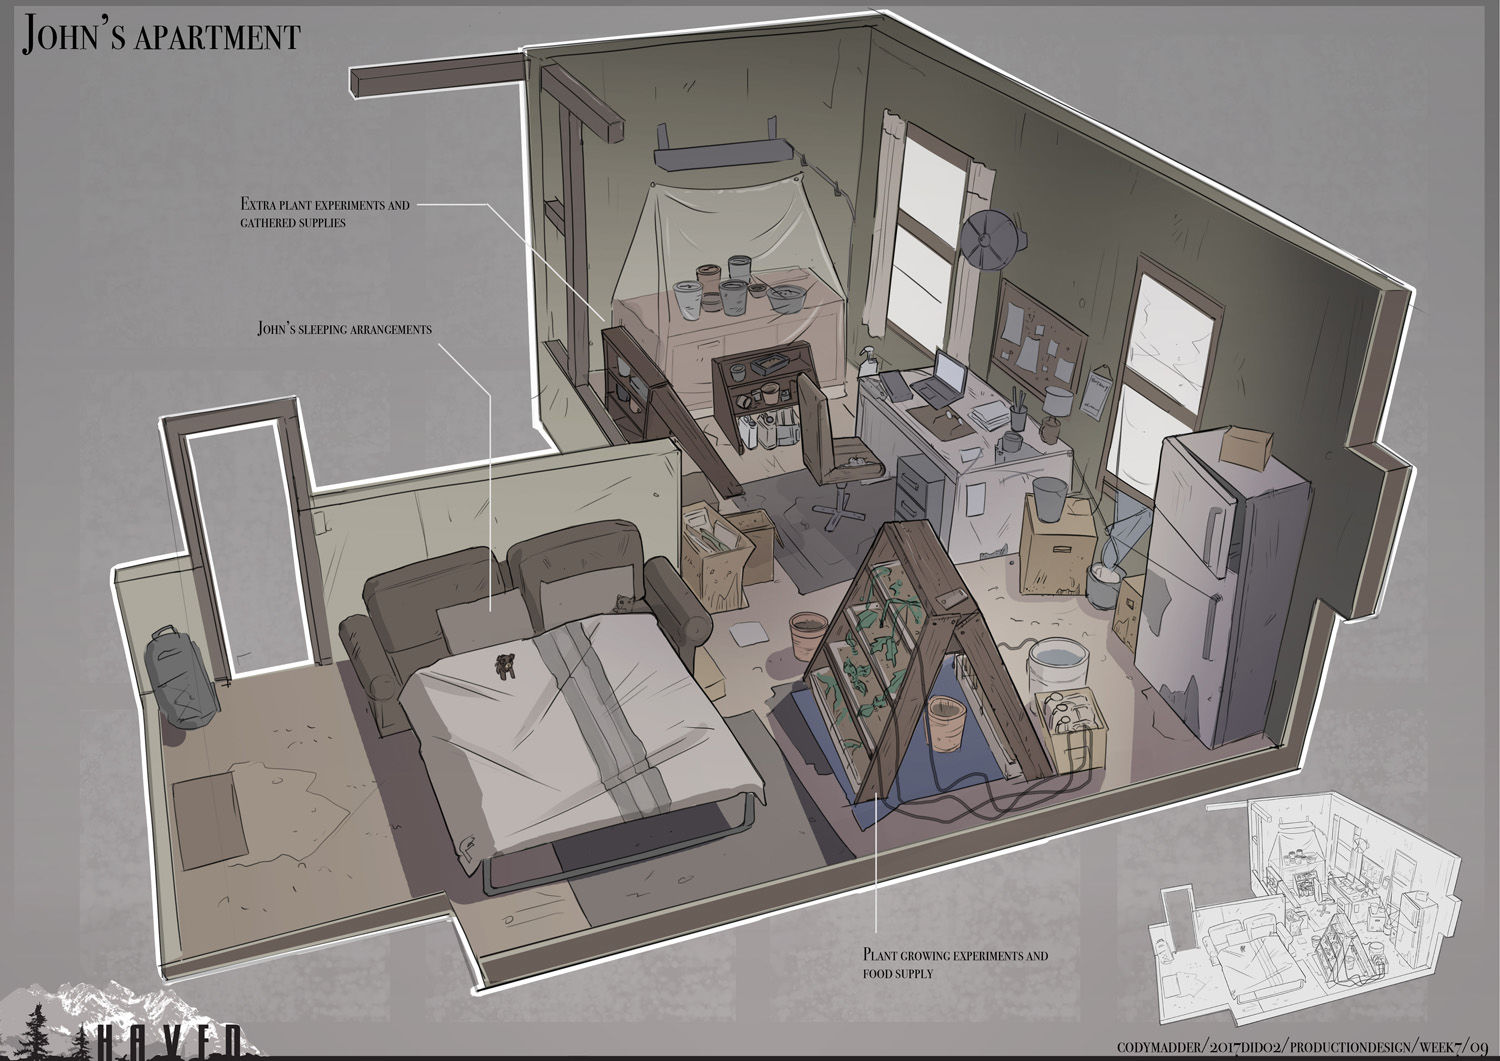 John's apartment
Extra plant experiments and
gathered supplies
John's sleeping arrangements
Plant growing experiments and
food supply
HAVEN
codymadder/2017DID02/productiondesign/week7/09